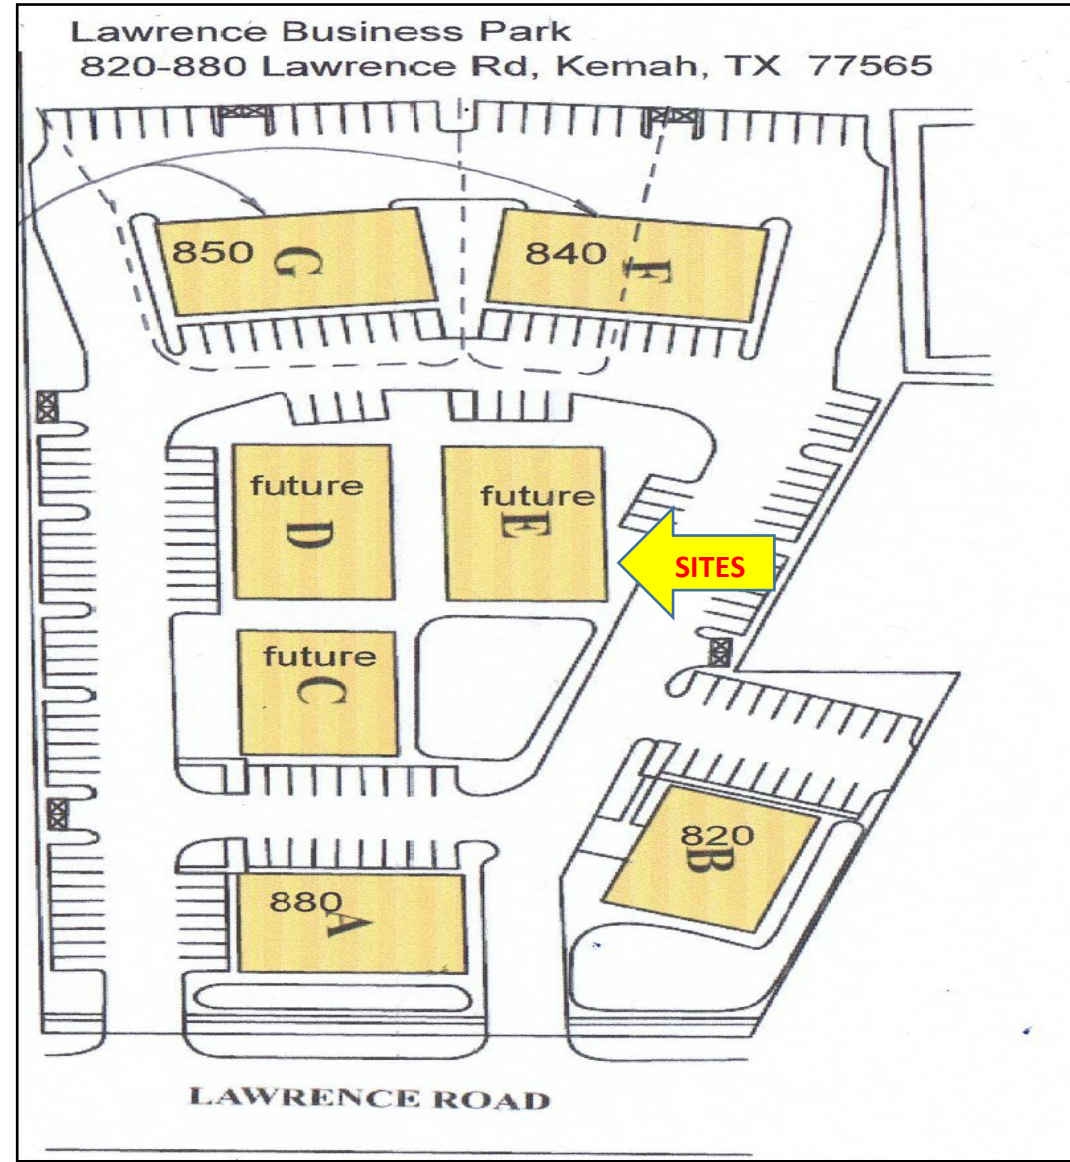 Lawrence Business Park
820-880 Lawrence Rd, Kemah, TX 77565
850 G
840 F
future
D
future
E
SITES
future
C
820
B
880
A
LAWRENCE ROAD